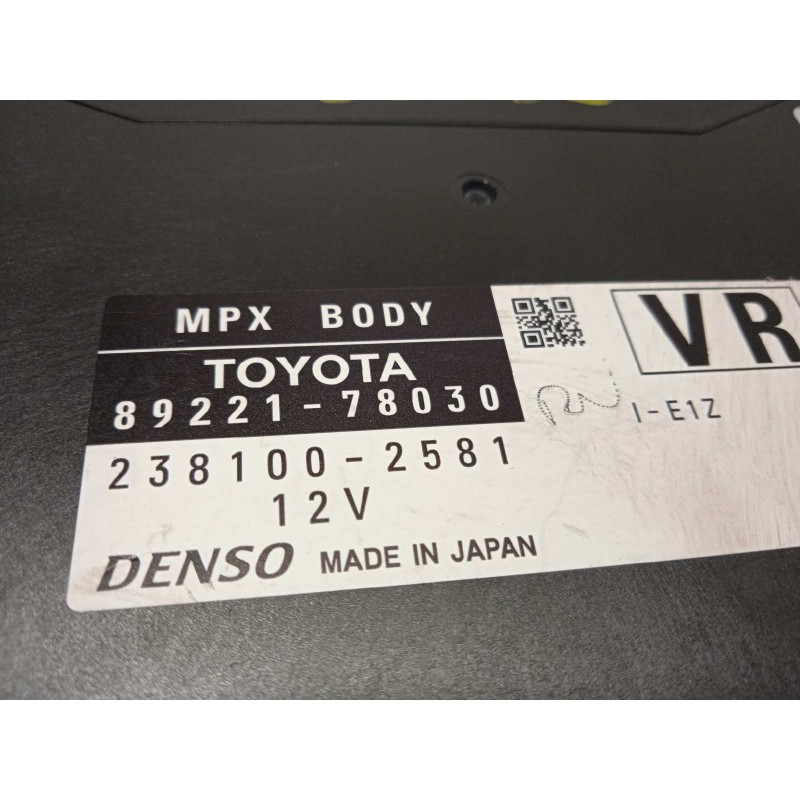 MPX BODY
TOYOTA
89221-78030
238100-2581
12V
DENSO MADE IN JAPAN
VR
I-E1Z